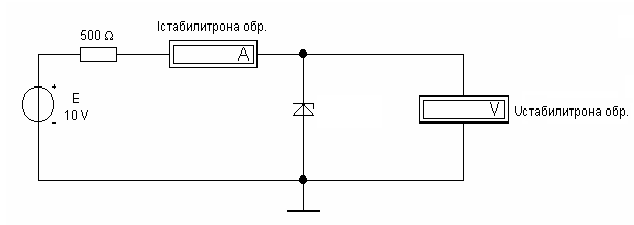 Iстабилитрона обр.
500 Ω
A
E
10 V
+
-
V
Uстабилитрона обр.